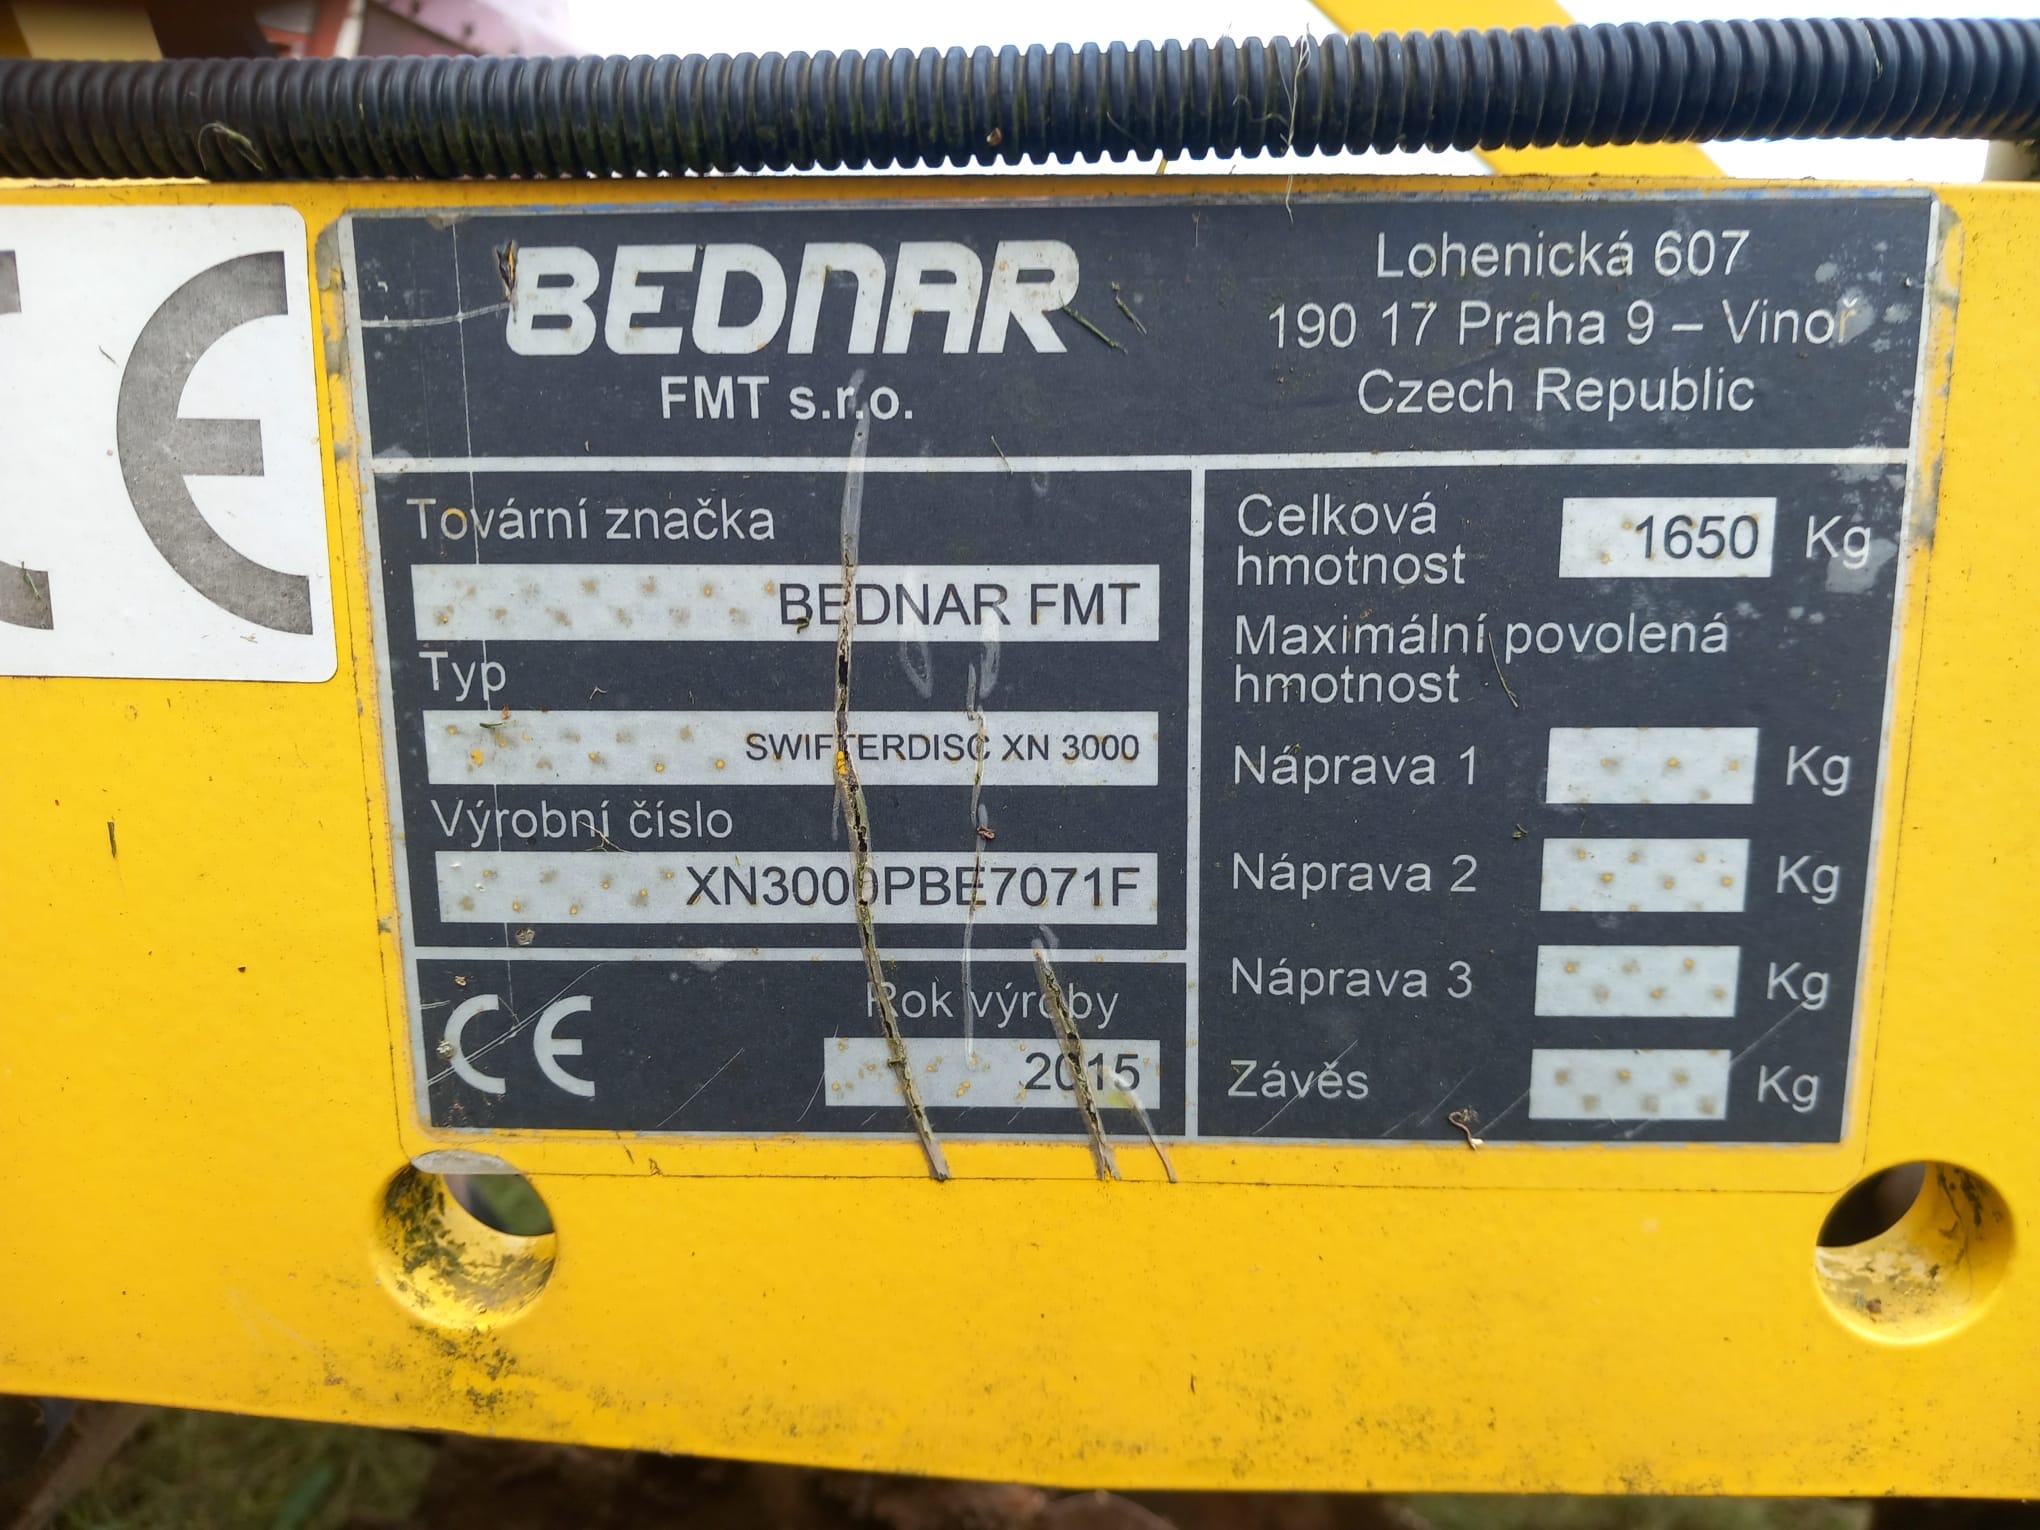 BEDNAR
FMT s.r.o.
Lohenická 607
190 17 Praha 9 – Vinoř
Czech Republic
Tovární značka
BEDNAR FMT
Typ
SWIFTERDISC XN 3000
Výrobní číslo
XN3000PBE7071F
CE
Rok výroby
2015
Celková
hmotnost
1650 Kg
Maximální povolená
hmotnost
Náprava 1 Kg
Náprava 2 Kg
Náprava 3 Kg
Závěs Kg
CE